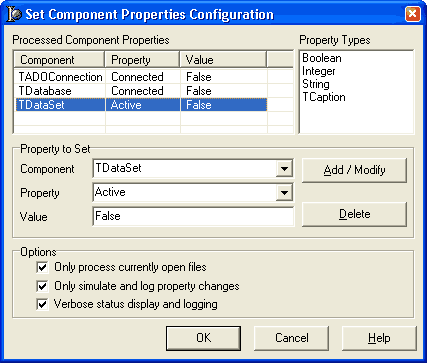 Set Component Properties Configuration
Processed Component Properties
Property Types
Component Property Value
TADOConnection Connected False
TDatabase Connected False
TDataSet Active False
Boolean
Integer
String
TCaption
Property to Set
Component TDataSet
Add / Modify
Property Active
Value False
Delete
Options
Only process currently open files
Only simulate and log property changes
Verbose status display and logging
OK Cancel Help